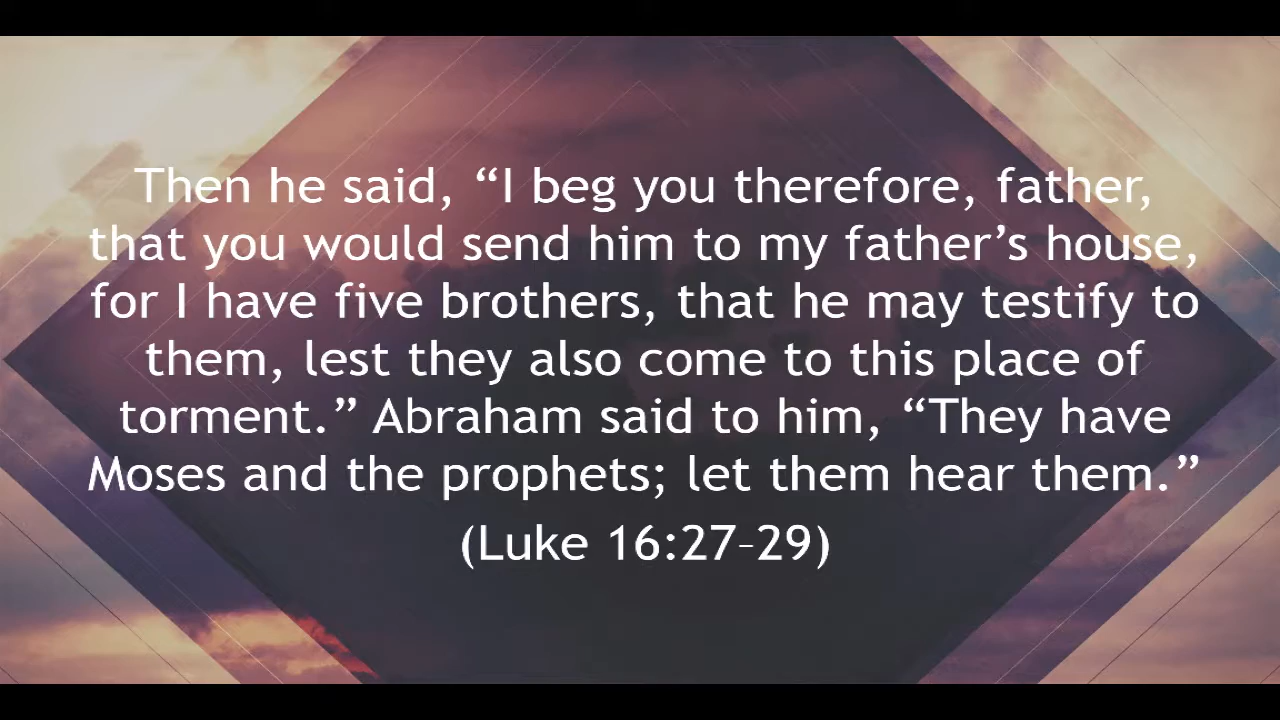 Then he said, “I beg you therefore, father,
that you would send him to my father’s house,
for I have five brothers, that he may testify to
them, lest they also come to this place of
torment.” Abraham said to him, “They have
Moses and the prophets; let them hear them.”
(Luke 16:27–29)